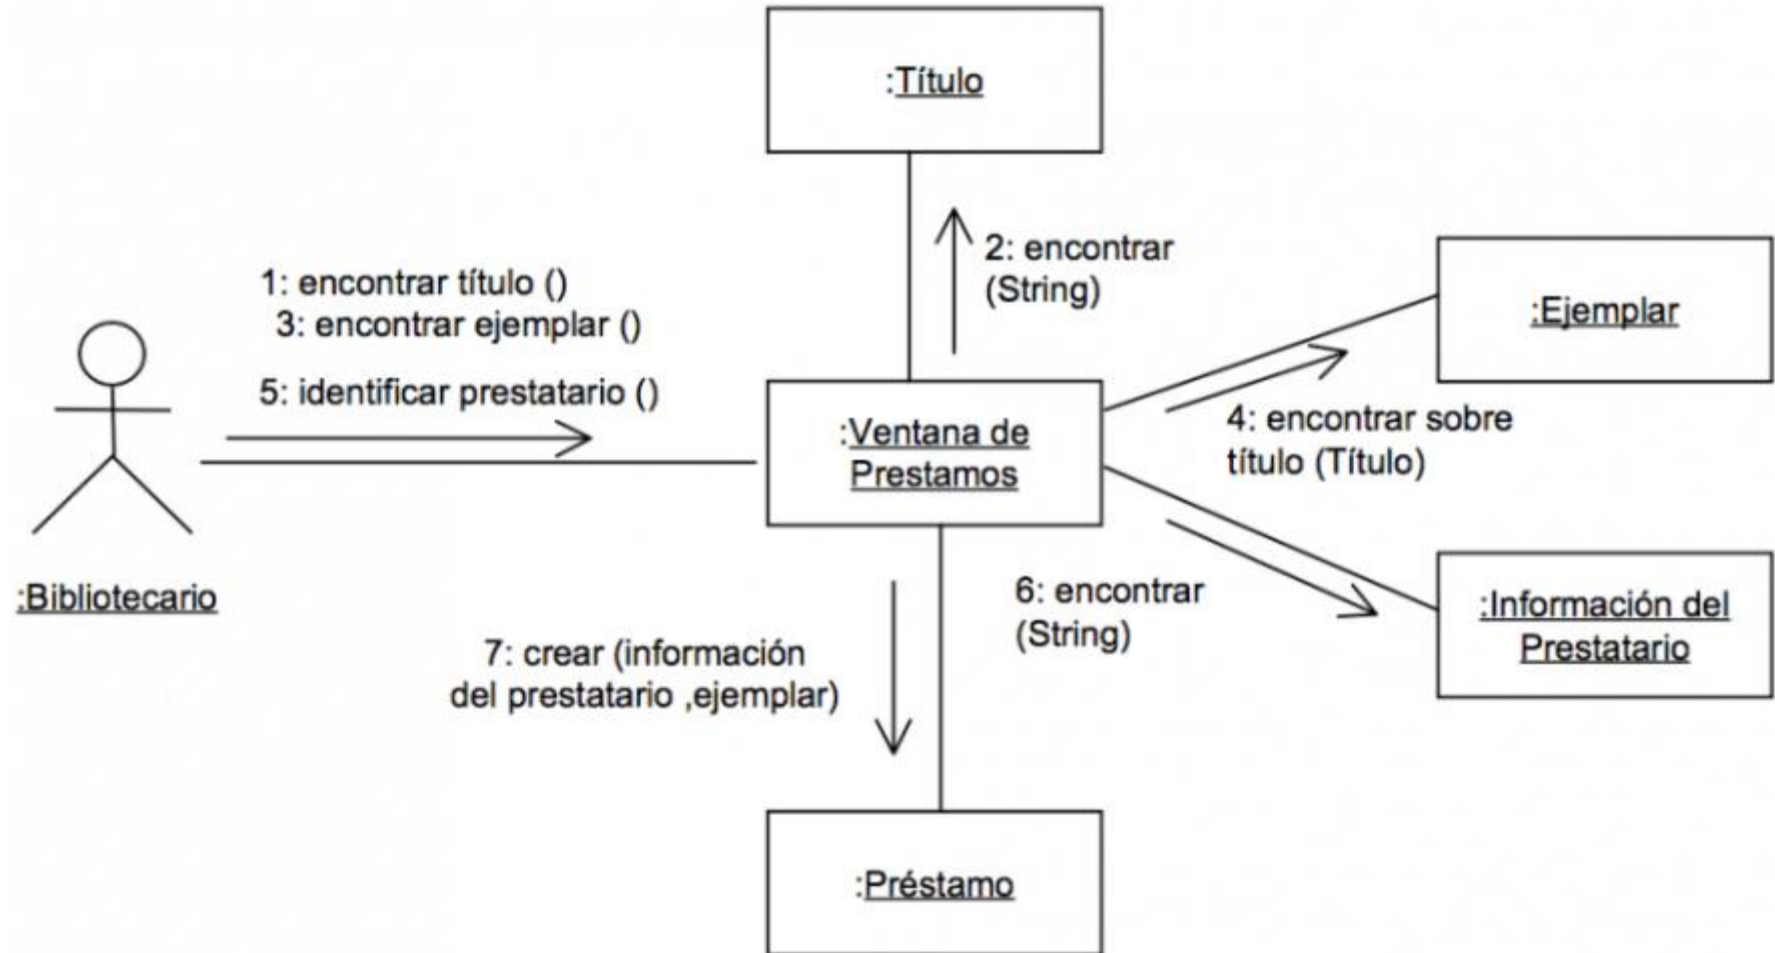 :Título
2: encontrar
(String)
1: encontrar título ()
3: encontrar ejemplar ()
5: identificar prestatario ()
:Ejemplar
:Ventana de
Prestamos
4: encontrar sobre
título (Título)
:Bibliotecario
6: encontrar
(String)
:Información del
Prestatario
7: crear (información
del prestatario ,ejemplar)
:Préstamo